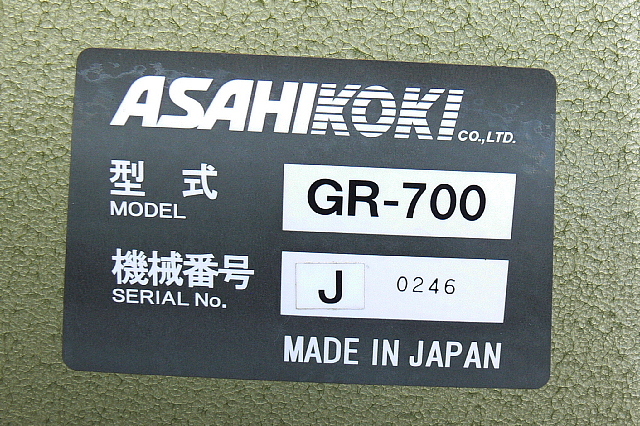 ASAHIKOKI CO.,LTD.
型式 GR-700
MODEL
機械番号 J 0246
SERIAL No.
MADE IN JAPAN